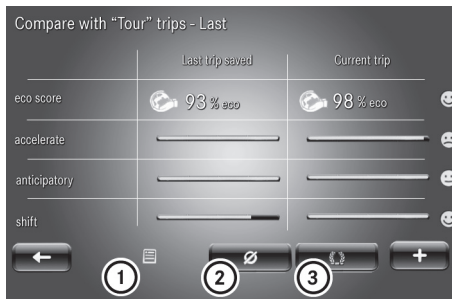 Compare with “Tour” trips - Last
Last trip saved Current trip
eco score 93 % eco 98 % eco
accelerate
anticipatory
shift
1 2 Ø 3 +